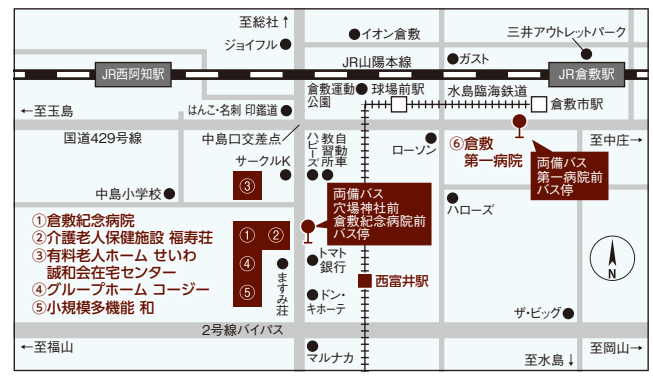 至総社↑
ジョイフル
イオン倉敷
三井アウトレットパーク
JR山陽本線
ガスト
JR西阿知駅
JR倉敷駅
倉敷運動
公園
球場前駅
水島臨海鉄道
倉敷市駅
←至玉島
はんこ・名刺 印鑑道
国道429号線
中島口交差点
ハピーズ
自動車
教習所
ローソン
⑥倉敷
第一病院
至中庄→
サークルK
両備バス
第一病院前
バス停
中島小学校
③
両備バス
穴場神社前
倉敷紀念病院前
バス停
ハローズ
①倉敷紀念病院
②介護老人保健施設 福寿荘
③有料老人ホーム せいわ
誠和会在宅センター
④グループホーム コージー
⑤小規模多機能 和
① ②
④
⑤
ますみ荘
トマト
銀行
西富井駅
N
ドン・
キホーテ
ザ・ビッグ
2号線バイパス
←至福山
マルナカ
至水島↓
至岡山→